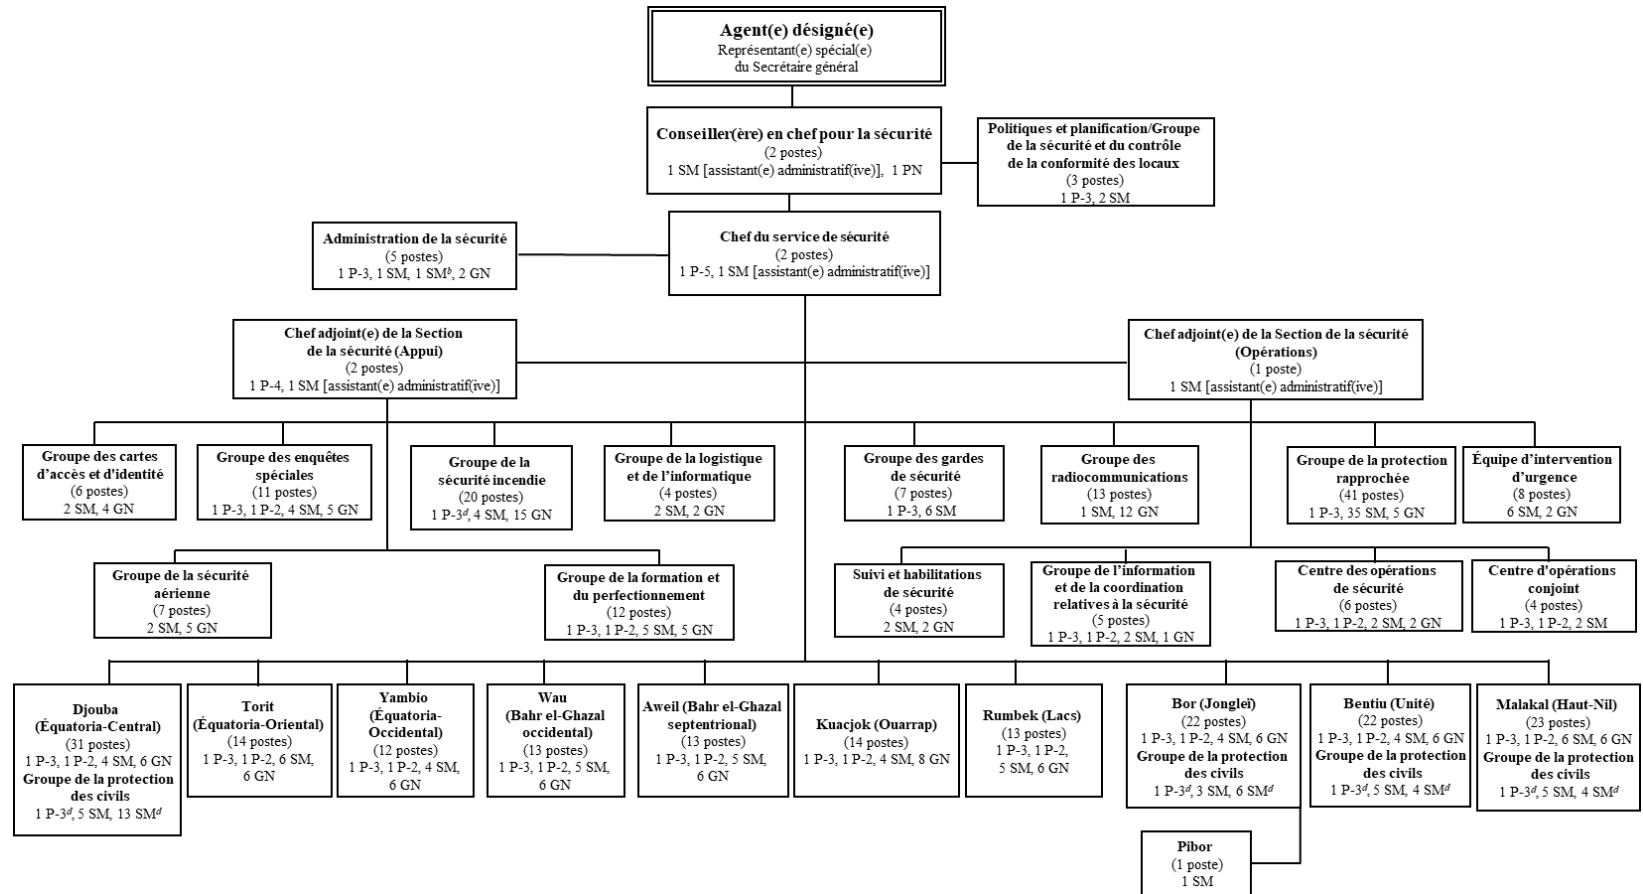 Agent(e) désigné(e)
Représentant(e) spécial(e)
du Secrétaire général
Conseiller(ère) en chef pour la sécurité
(2 postes)
1 SM [assistant(e) administratif(ive)], 1 PN
Politiques et planification/Groupe
de la sécurité et du contrôle
de la conformité des locaux
(3 postes)
1 P-3, 2 SM
Administration de la sécurité
(5 postes)
1 P-3, 1 SM, 1 SMᵇ, 2 GN
Chef du service de sécurité
(2 postes)
1 P-5, 1 SM [assistant(e) administratif(ive)]
Chef adjoint(e) de la Section
de la sécurité (Appui)
(2 postes)
1 P-4, 1 SM [assistant(e) administratif(ive)]
Chef adjoint(e) de la Section de la sécurité
(Opérations)
(1 poste)
1 SM [assistant(e) administratif(ive)]
Groupe des cartes
d’accès et d'identité
(6 postes)
2 SM, 4 GN
Groupe des enquêtes
spéciales
(11 postes)
1 P-3, 1 P-2, 4 SM, 5 GN
Groupe de la
sécurité incendie
(20 postes)
1 P-3ᵈ, 4 SM, 15 GN
Groupe de la logistique
et de l’informatique
(4 postes)
2 SM, 2 GN
Groupe des gardes
de sécurité
(7 postes)
1 P-3, 6 SM
Groupe des
radiocommunications
(13 postes)
1 SM, 12 GN
Groupe de la protection
rapprochée
(41 postes)
1 P-3, 35 SM, 5 GN
Équipe d’intervention
d’urgence
(8 postes)
6 SM, 2 GN
Groupe de la sécurité
aérienne
(7 postes)
2 SM, 5 GN
Groupe de la formation et
du perfectionnement
(12 postes)
1 P-3, 1 P-2, 5 SM, 5 GN
Suivi et habilitations
de sécurité
(4 postes)
2 SM, 2 GN
Groupe de l’information
et de la coordination
relatives à la sécurité
(5 postes)
1 P-3, 1 P-2, 2 SM, 1 GN
Centre des opérations
de sécurité
(6 postes)
1 P-3, 1 P-2, 2 SM, 2 GN
Centre d'opérations
conjoint
(4 postes)
1 P-3, 1 P-2, 2 SM
Djouba
(Équatoria-Central)
(31 postes)
1 P-3, 1 P-2, 4 SM, 6 GN
Groupe de la protection
des civils
1 P-3ᵈ, 5 SM, 13 SMᵈ
Torit
(Équatoria-Oriental)
(14 postes)
1 P-3, 1 P-2, 6 SM,
6 GN
Yambio
(Équatoria-
Occidental)
(12 postes)
1 P-3, 1 P-2, 4 SM,
6 GN
Wau
(Bahr el-Ghazal
occidental)
(13 postes)
1 P-3, 1 P-2, 5 SM,
6 GN
Aweil (Bahr el-Ghazal
septentrional)
(13 postes)
1 P-3, 1 P-2, 5 SM,
6 GN
Kuacjok (Ouarrap)
(14 postes)
1 P-3, 1 P-2, 4 SM, 8 GN
Rumbek (Lacs)
(13 postes)
1 P-3, 1 P-2,
5 SM, 6 GN
Bor (Jongleï)
(22 postes)
1 P-3, 1 P-2, 4 SM, 6 GN
Groupe de la protection
des civils
1 P-3ᵈ, 3 SM, 6 SMᵈ
Bentiu (Unité)
(22 postes)
1 P-3, 1 P-2, 4 SM, 6 GN
Groupe de la protection
des civils
1 P-3ᵈ, 5 SM, 4 SMᵈ
Malakal (Haut-Nil)
(23 postes)
1 P-3, 1 P-2, 6 SM, 6 GN
Groupe de la protection
des civils
1 P-3ᵈ, 5 SM, 4 SMᵈ
Pibor
(1 poste)
1 SM